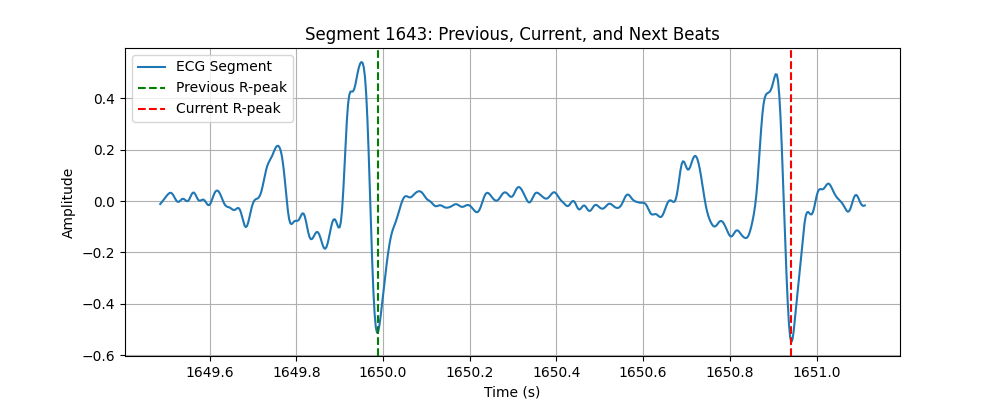 Segment 1643: Previous, Current, and Next Beats
ECG Segment
Previous R-peak
Current R-peak
Amplitude
0.4
0.2
0.0
−0.2
−0.4
−0.6
1649.6 1649.8 1650.0 1650.2 1650.4 1650.6 1650.8 1651.0
Time (s)